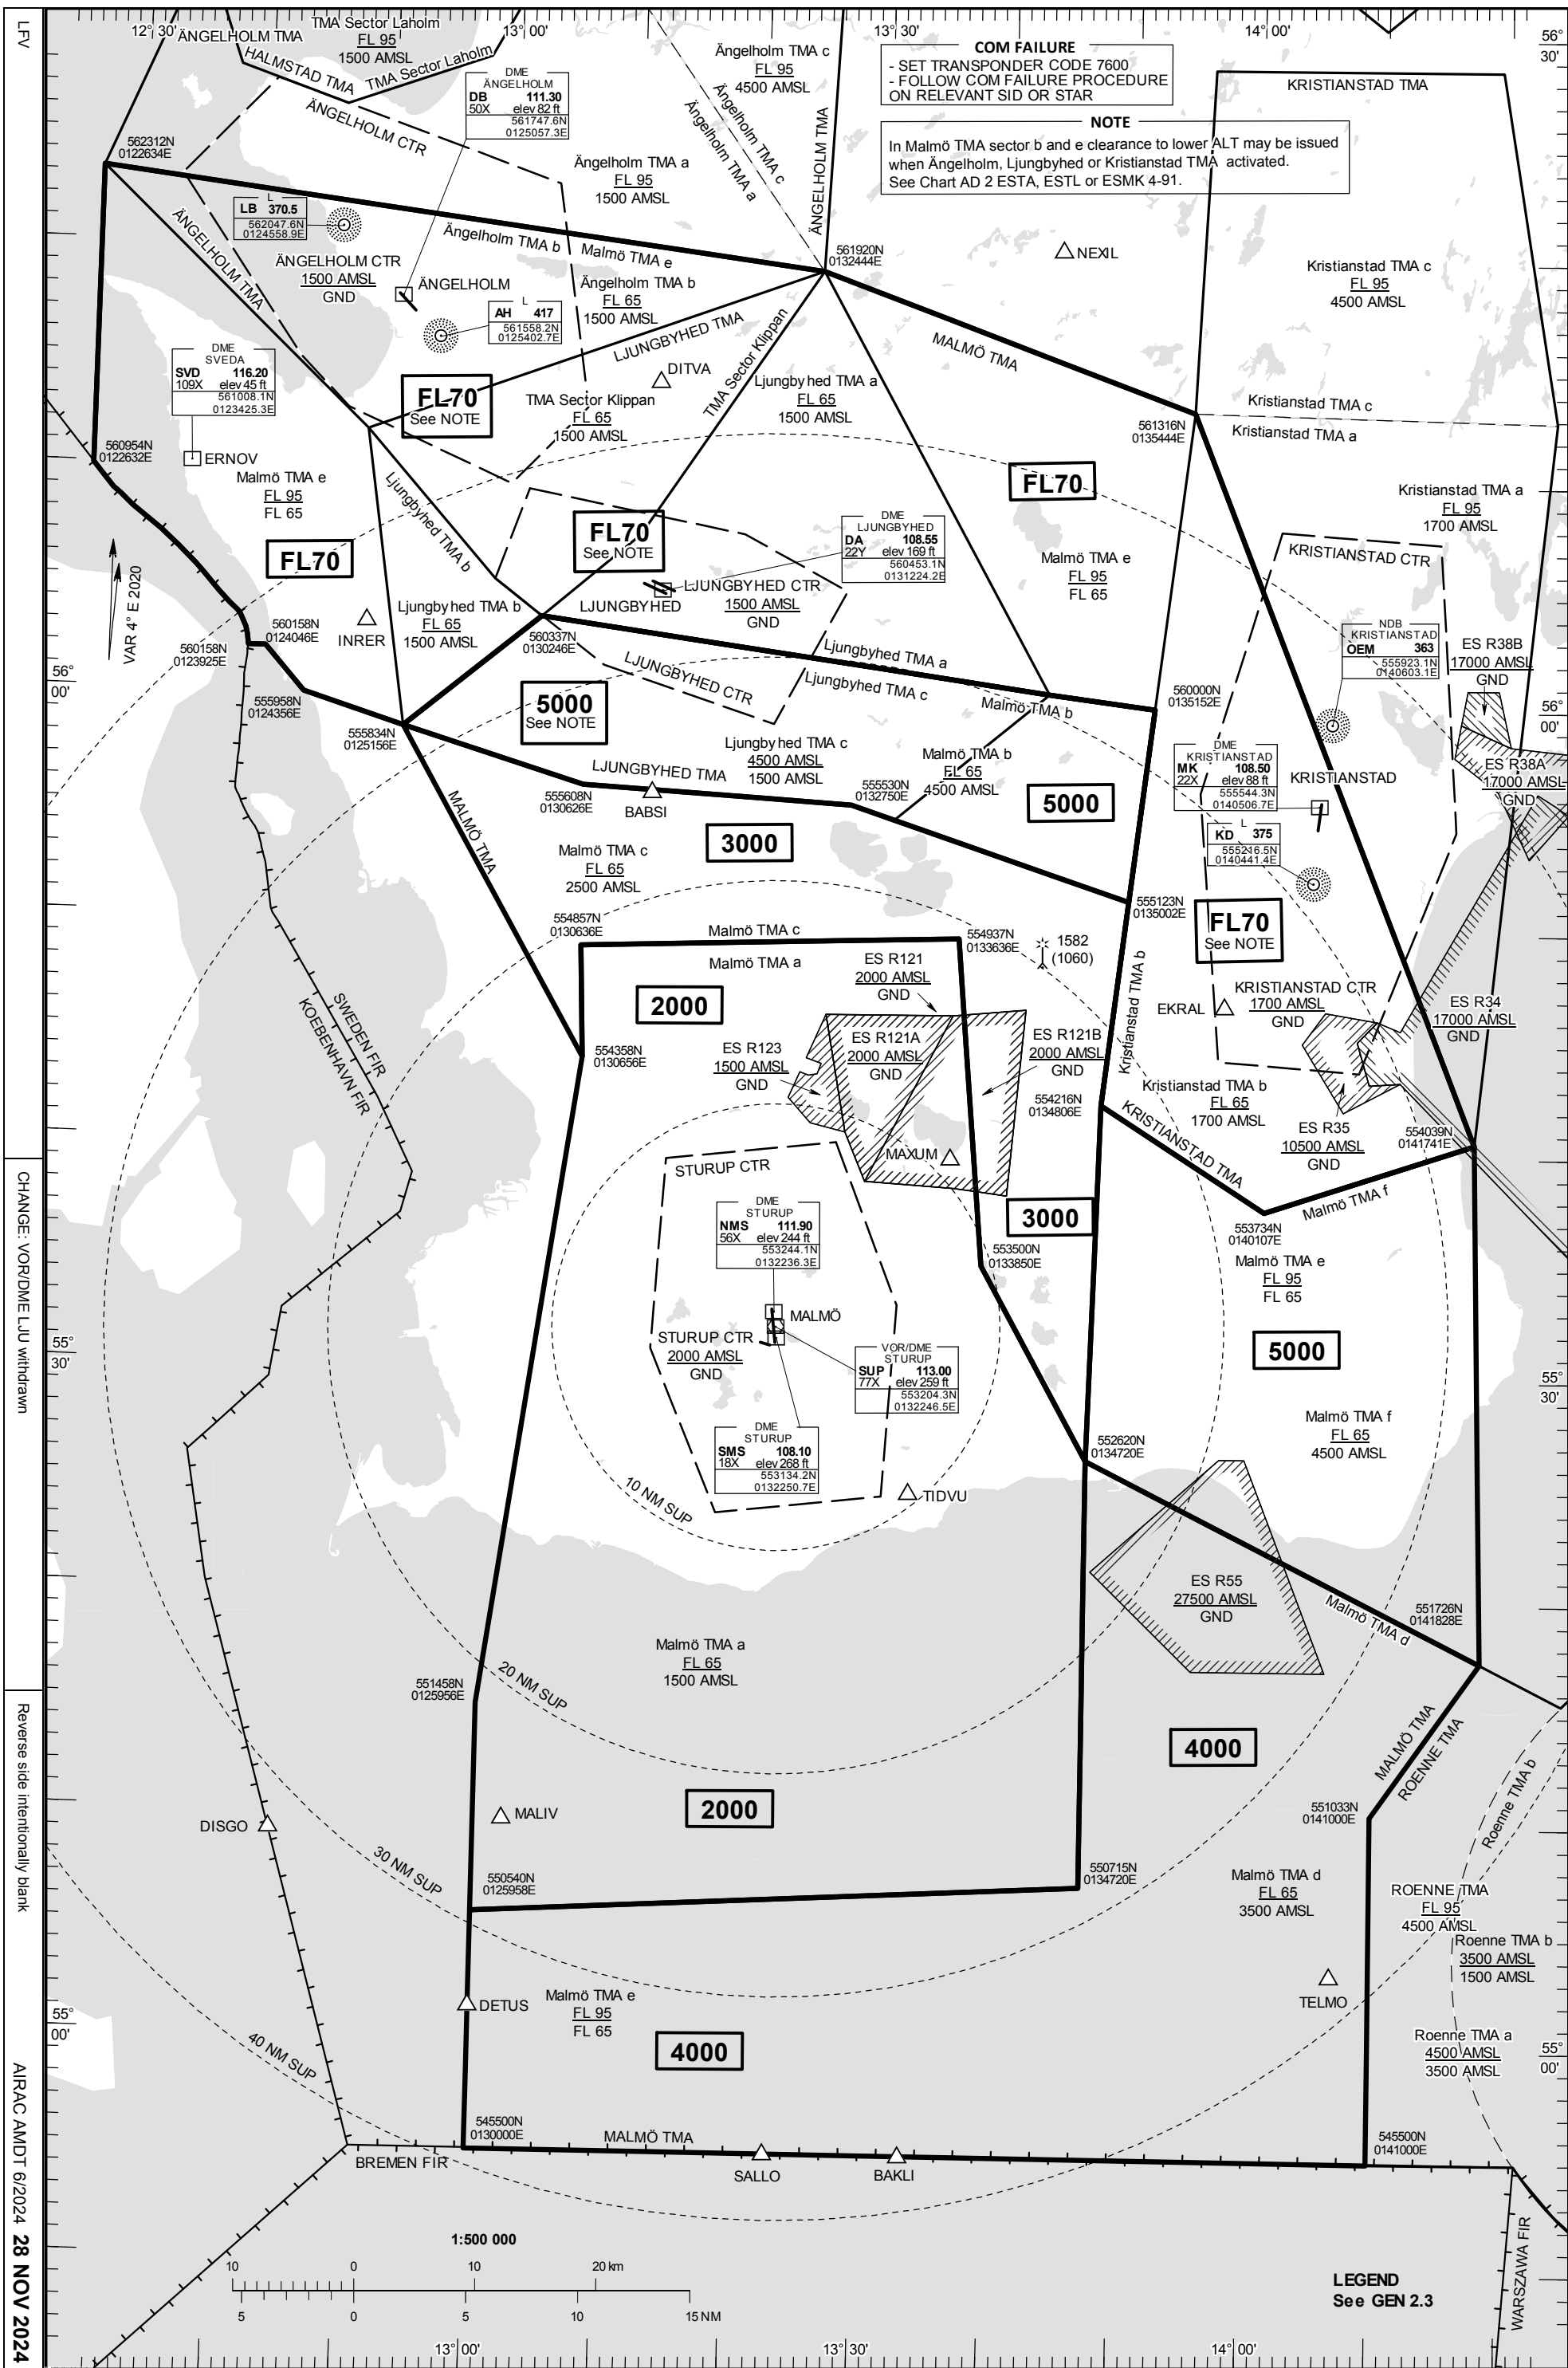 LFV
CHANGE: VOR/DME LJU withdrawn
Reverse side intentionally blank
AIRAC AMDT 6/2024 28 NOV 2024
12° 30'
13° 00'
13° 30'
14° 00'
56°
30'
TMA Sector Laholm
FL 95
1500 AMSL
ÄNGELHOLM TMA
HALMSTAD TMA
TMA Sector Laholm
ÄNGELHOLM CTR
DME
ÄNGELHOLM
DB 111.30
50X elev 82 ft
561747.6N
0125057.3E
Ängelholm TMA c
FL 95
4500 AMSL
Ängelholm TMA c
Ängelholm TMA a
ÄNGELHOLM TMA
COM FAILURE
- SET TRANSPONDER CODE 7600
- FOLLOW COM FAILURE PROCEDURE
ON RELEVANT SID OR STAR
NOTE
In Malmö TMA sector b and e clearance to lower ALT may be issued
when Ängelholm, Ljungbyhed or Kristianstad TMA activated.
See Chart AD 2 ESTA, ESTL or ESMK 4-91.
KRISTIANSTAD TMA
562312N
0122634E
Ängelholm TMA a
FL 95
1500 AMSL
L
LB 370.5
562047.6N
0124558.9E
ÄNGELHOLM TMA
Ängelholm TMA b
Malmö TMA e
561920N
0132444E
NEXIL
Kristianstad TMA c
FL 95
4500 AMSL
ÄNGELHOLM CTR
1500 AMSL
GND
ÄNGELHOLM
Ängelholm TMA b
FL 65
1500 AMSL
L
AH 417
561558.2N
0125402.7E
LJUNGBYHED TMA
TMA Sector Klippan
MALMÖ TMA
DME
SVEDA
SVD 116.20
109X elev 45 ft
561008.1N
0123425.3E
FL70
See NOTE
DITVA
TMA Sector Klippan
FL 65
1500 AMSL
Ljungbyhed TMA a
FL 65
1500 AMSL
Kristianstad TMA c
Kristianstad TMA a
561316N
0135444E
560954N
0122632E
ERNOV
Malmö TMA e
FL 95
FL 65
Ljungbyhed TMA b
FL70
Kristianstad TMA a
FL 95
1700 AMSL
FL70
FL70
See NOTE
DME
LJUNGBYHED
DA 108.55
22Y elev 169 ft
560453.1N
0131224.2E
Malmö TMA e
FL 95
FL 65
KRISTIANSTAD CTR
VAR 4° E 2020
LJUNGBYHED
LJUNGBYHED CTR
1500 AMSL
GND
INRER
Ljungbyhed TMA b
FL 65
1500 AMSL
560158N
0124046E
560158N
0123925E
560337N
0130246E
NDB
KRISTIANSTAD
OEM 363
555923.1N
0140603.1E
ES R38B
17000 AMSL
GND
Ljungbyhed TMA a
LJUNGBYHED CTR
Ljungbyhed TMA c
Malmö TMA b
560000N
0135152E
56°
00'
56°
00'
555958N
0124356E
5000
See NOTE
555834N
0125156E
Ljungbyhed TMA c
4500 AMSL
1500 AMSL
Malmö TMA b
FL 65
4500 AMSL
DME
KRISTIANSTAD
MK 108.50
22X elev 88 ft
555544.3N
0140506.7E
KRISTIANSTAD
ES R38A
17000 AMSL
GND
LJUNGBYHED TMA
555608N
0130626E
BABSI
555530N
0132750E
5000
MALMÖ TMA
3000
L
KD 375
555216.5N
0140441.4E
Malmö TMA c
FL 65
2500 AMSL
555123N
0135002E
FL70
See NOTE
554857N
0130636E
Malmö TMA c
Malmö TMA a
554937N
0133636E
1582
(1060)
2000
ES R121
2000 AMSL
GND
Kristianstad TMA b
EKRAL
KRISTIANSTAD CTR
1700 AMSL
GND
ES R34
17000 AMSL
GND
SWEDEN FIR
KOEBENHAVN FIR
554358N
0130656E
ES R123
1500 AMSL
GND
ES R121A
2000 AMSL
GND
ES R121B
2000 AMSL
GND
554216N
0134806E
Kristianstad TMA b
FL 65
1700 AMSL
ES R35
10500 AMSL
GND
554039N
0141741E
KRISTIANSTAD TMA
Malmö TMA f
MAXUM
STURUP CTR
DME
STURUP
NMS 111.90
56X elev 244 ft
553244.1N
0132236.3E
3000
553734N
0140107E
553500N
0133850E
Malmö TMA e
FL 95
FL 65
MALMÖ
STURUP CTR
2000 AMSL
GND
VOR/DME
STURUP
SUP 113.00
77X elev 259 ft
553204.3N
0132246.5E
5000
55°
30'
55°
30'
DME
STURUP
SMS 108.10
18X elev 268 ft
553134.2N
0132250.7E
Malmö TMA f
FL 65
4500 AMSL
552620N
0134720E
10 NM SUP
TIDVU
ES R55
27500 AMSL
GND
Malmö TMA d
551726N
0141828E
Malmö TMA a
FL 65
1500 AMSL
551458N
0125956E
20 NM SUP
4000
MALMÖ TMA
ROENNE TMA
Roenne TMA b
2000
MALIV
DISGO
551033N
0141000E
30 NM SUP
550540N
0125958E
550715N
0134720E
Malmö TMA d
FL 65
3500 AMSL
ROENNE TMA
FL 95
4500 AMSL
Roenne TMA b
3500 AMSL
1500 AMSL
TELMO
DETUS
Malmö TMA e
FL 95
FL 65
55°
00'
55°
00'
4000
40 NM SUP
Roenne TMA a
4500 AMSL
3500 AMSL
545500N
0130000E
MALMÖ TMA
545500N
0141000E
BREMEN FIR
SALLO
BAKLI
WARSZAWA FIR
1:500 000
10 0 10 20 km
5 0 5 10 15 NM
LEGEND
See GEN 2.3
13° 00'
13° 30'
14° 00'